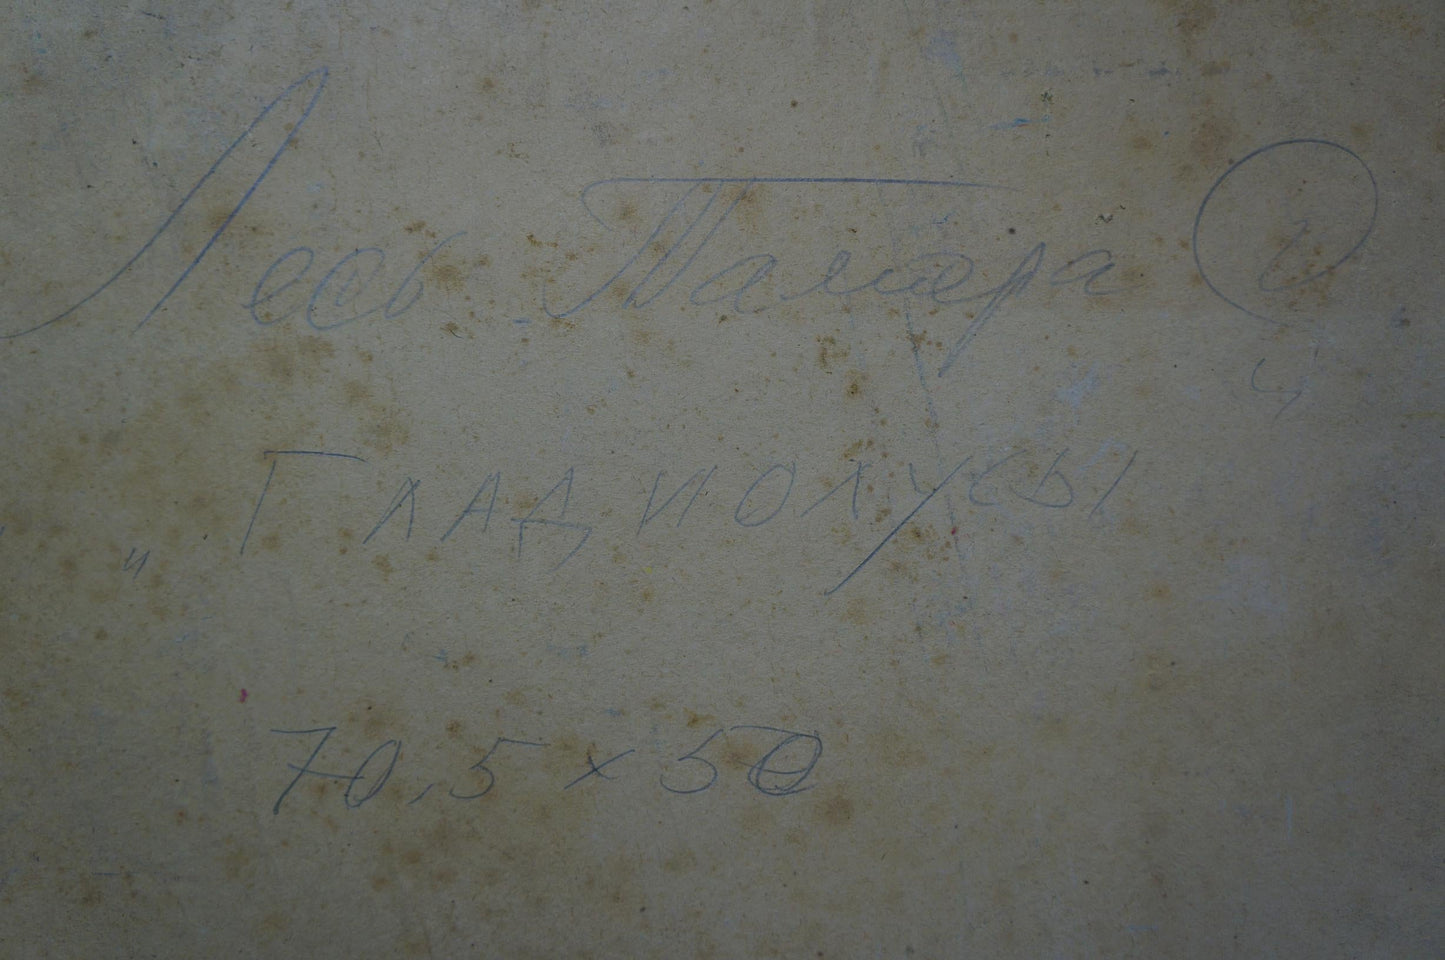 Лесь Тамара
"Гладиолусы
70,5 x 50